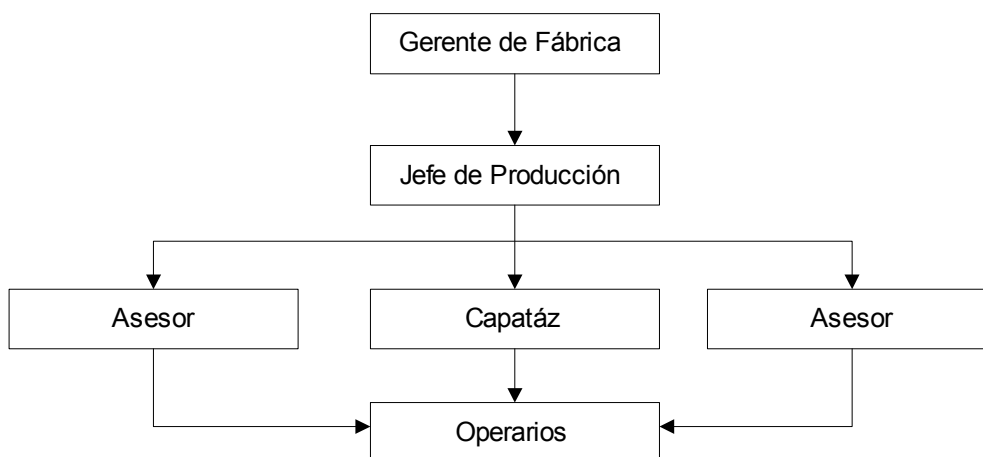 Gerente de Fábrica
Jefe de Producción
Asesor
Capatáz
Asesor
Operarios